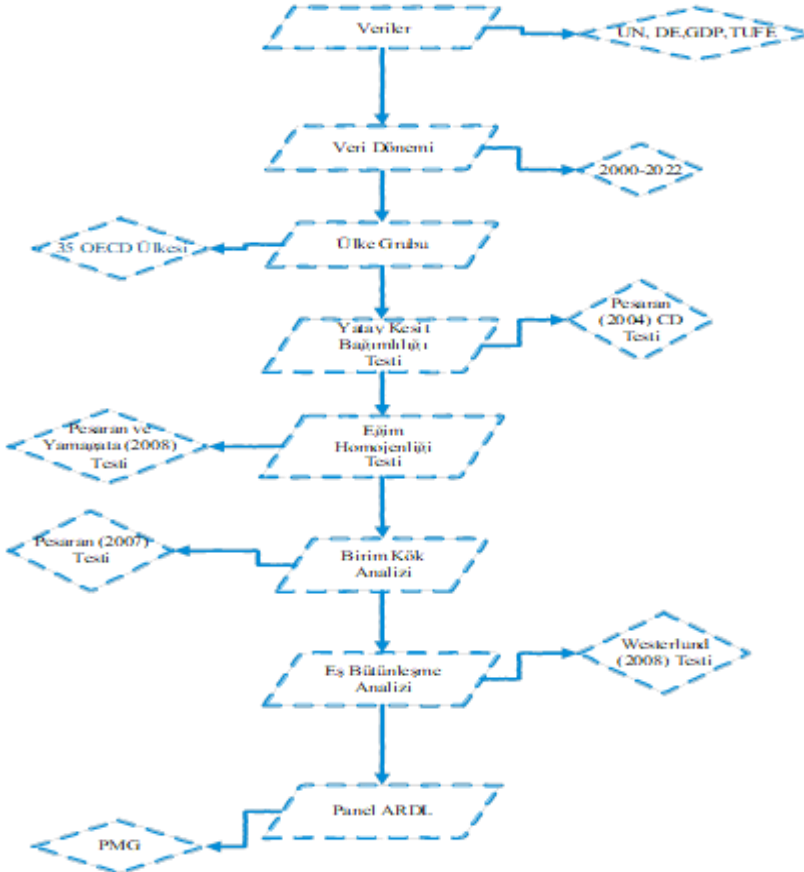 Veriler
UN, DE,GDP,TUFE
Veri Dönemi
2000-2022
Ülke Grubu
35 OECD Ülkesi
Yatay Kesit
Bağımlılığı
Testi
Pesaran
(2004) CD
Testi
Eğim
Homojenliği
Testi
Pesaran ve
Yamagata (2008)
Testi
Birim Kök
Analizi
Pesaran (2007)
Testi
Eş Bütünleşme
Analizi
Westerlund
(2008) Testi
Panel ARDL
PMG